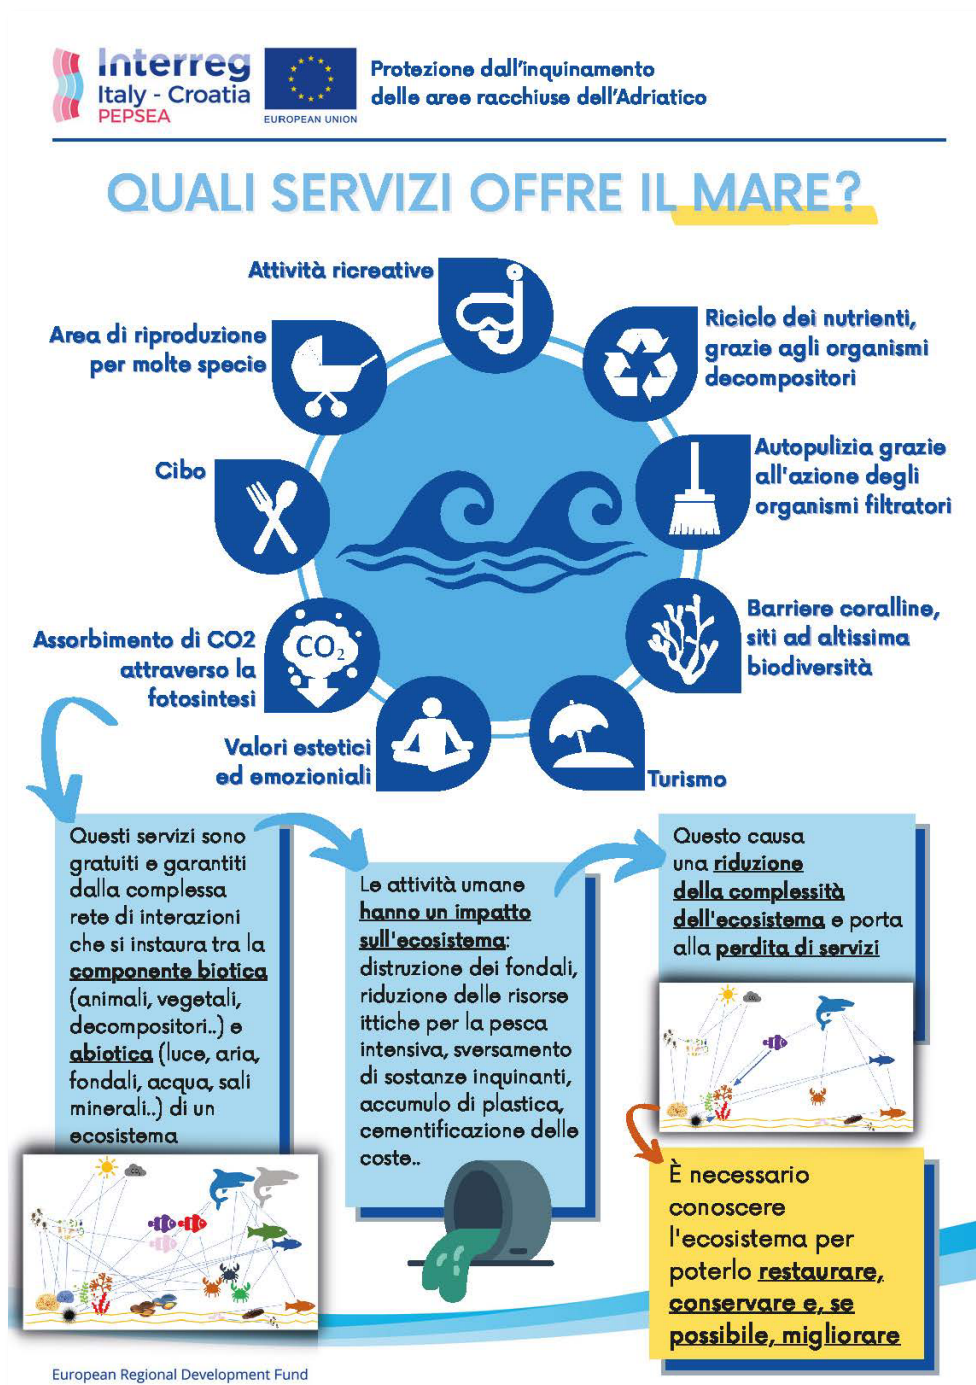 Interreg
Italy - Croatia
PEPSEA
EUROPEAN UNION
Protezione dall'inquinamento
delle aree racchiuse dell'Adriatico
QUALI SERVIZI OFFRE IL MARE?
Attività ricreative
Riciclo dei nutrienti,
grazie agli organismi
decompositori
Area di riproduzione
per molte specie
Autopulizia grazie
all'azione degli
organismi filtratori
Cibo
Barriere coralline,
siti ad altissima
biodiversità
Assorbimento di CO2
attraverso la
fotosintesi
CO2
Valori estetici
ed emozioniali
Turismo
Questi servizi sono
gratuiti e garantiti
dalla complessa
rete di interazioni
che si instaura tra la
componente biotica
(animali, vegetali,
decompositori..) e
abiotica (luce, aria,
fondali, acqua, sali
minerali..) di un
ecosistema
Le attività umane
hanno un impatto
sull'ecosistema:
distruzione dei fondali,
riduzione delle risorse
ittiche per la pesca
intensiva, sversamento
di sostanze inquinanti,
accumulo di plastica,
cementificazione delle
coste..
Questo causa
una riduzione
della complessità
dell'ecosistema e porta
alla perdita di servizi
È necessario
conoscere
l'ecosistema per
poterlo restaurare,
conservare e, se
possibile, migliorare
European Regional Development Fund